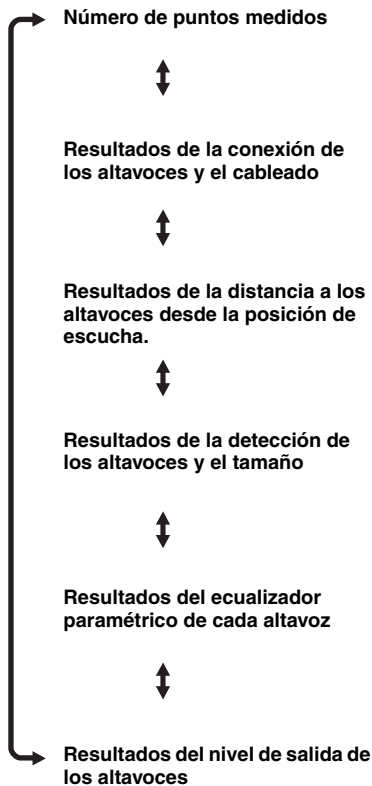 Número de puntos medidos
Resultados de la conexión de
los altavoces y el cableado
Resultados de la distancia a los
altavoces desde la posición de
escucha.
Resultados de la detección de
los altavoces y el tamaño
Resultados del ecualizador
paramétrico de cada altavoz
Resultados del nivel de salida de
los altavoces